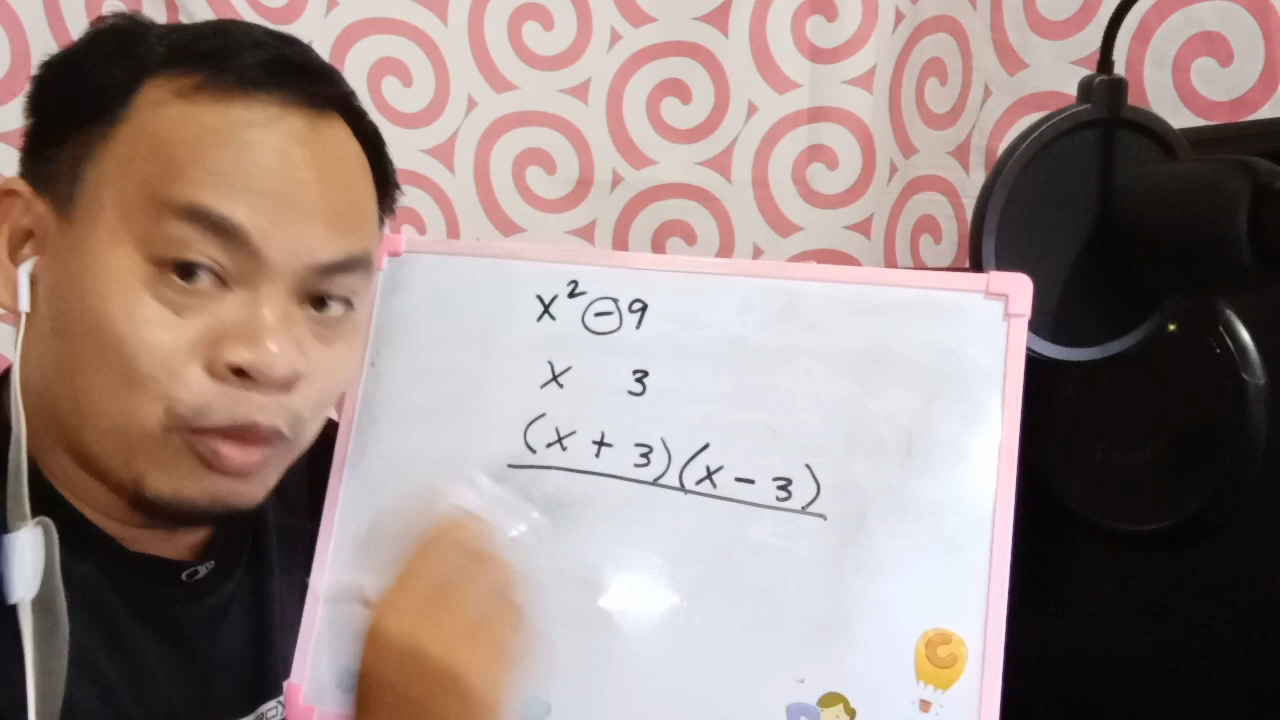 x² - 9
x 3
(x + 3)(x - 3)
C